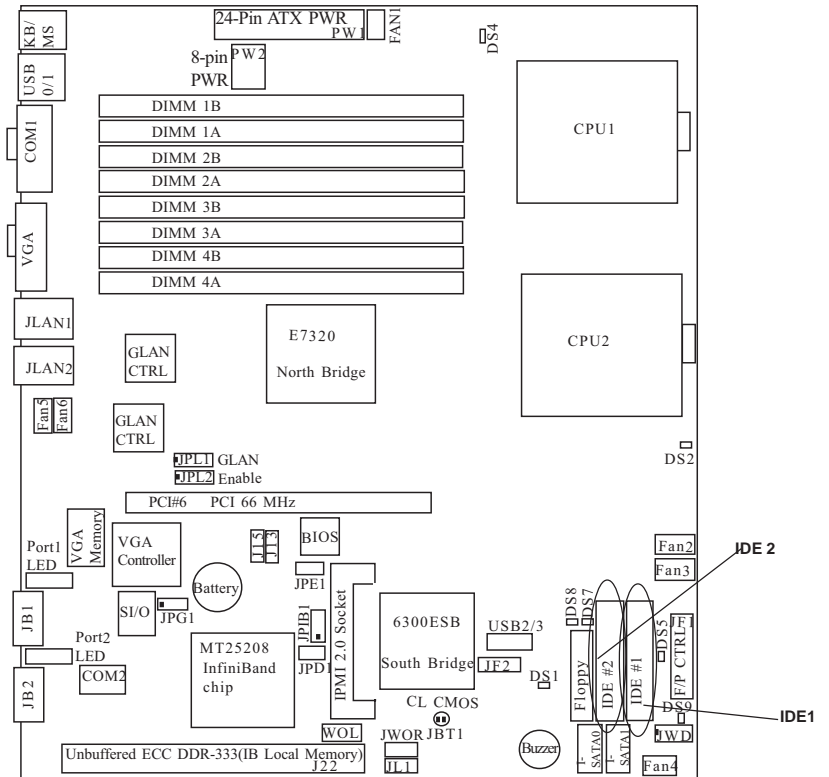 24-Pin ATX PWR
PW1
FAN1
KB/
MS
8-pin
PWR
PW2
DS4
USB
0/1
COM1
DIMM 1B
DIMM 1A
DIMM 2B
DIMM 2A
DIMM 3B
DIMM 3A
DIMM 4B
DIMM 4A
CPU1
VGA
JLAN1
JLAN2
GLAN
CTRL
E7320
North Bridge
CPU2
Fan5
Fan6
GLAN
CTRL
JPL1 GLAN
JPL2 Enable
DS2
PCI#6 PCI 66 MHz
Port1
LED
VGA
Memory
VGA
Controller
J15
J13
BIOS
Fan2
Fan3
IDE 2
Battery
JPE1
JB1
SI/O
JPG1
JPIB1
IPMI 2.0 Socket
6300ESB
South Bridge
USB2/3
DS8
DS7
Floppy
IDE #2
IDE #1
DS5
JF1
F/P CTRL
Port2
LED
JB2
COM2
MT25208
InfiniBand
chip
JPD1
JF2
DS1
DS9
IDE1
CL CMOS
JBT1
WOL
JWOR
JL1
Buzzer
I-
SATA0
I-
SATA1
JWD
Fan4
Unbuffered ECC DDR-333(IB Local Memory)
J22